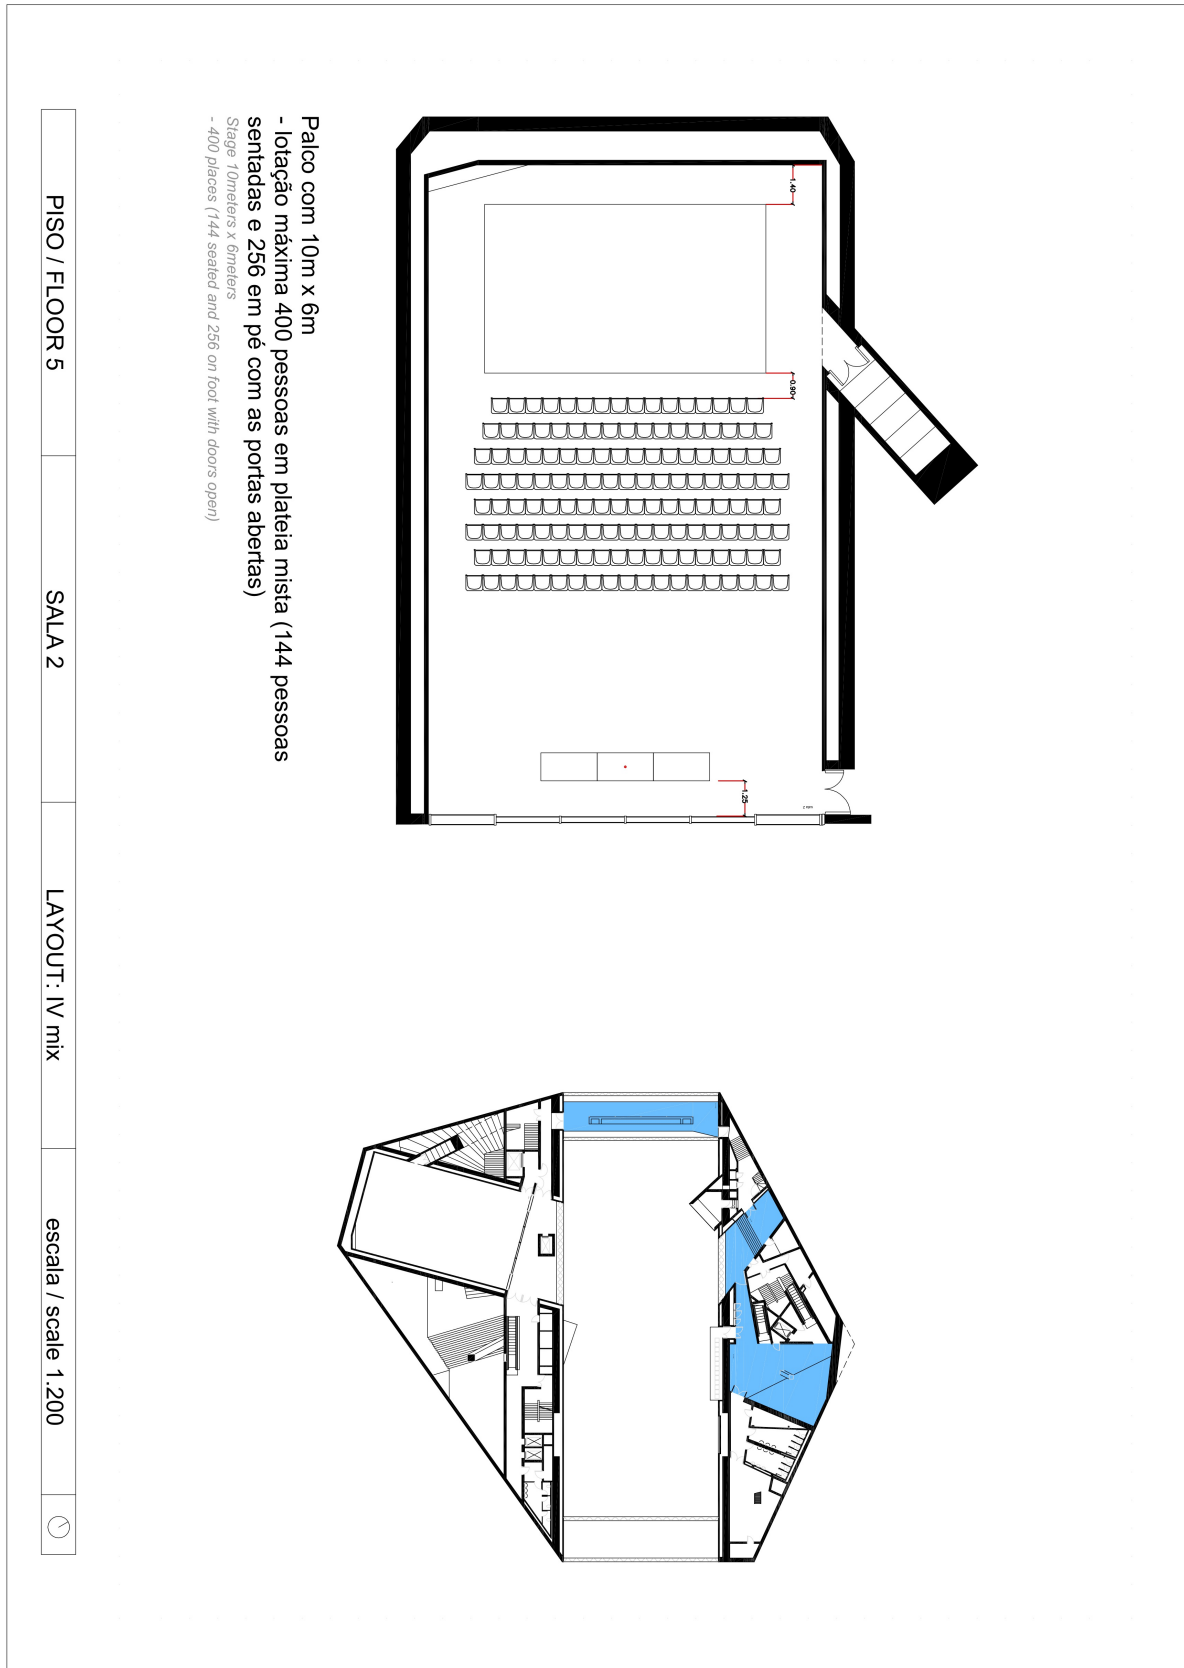 1.40
0.90
1.25
Palco com 10m x 6m
- lotação máxima 400 pessoas em plateia mista (144 pessoas
sentadas e 256 em pé com as portas abertas)
Stage 10meters x 6meters
- 400 places (144 seated and 256 on foot with doors open)
PISO / FLOOR 5
SALA 2
LAYOUT: IV mix
escala / scale 1.200